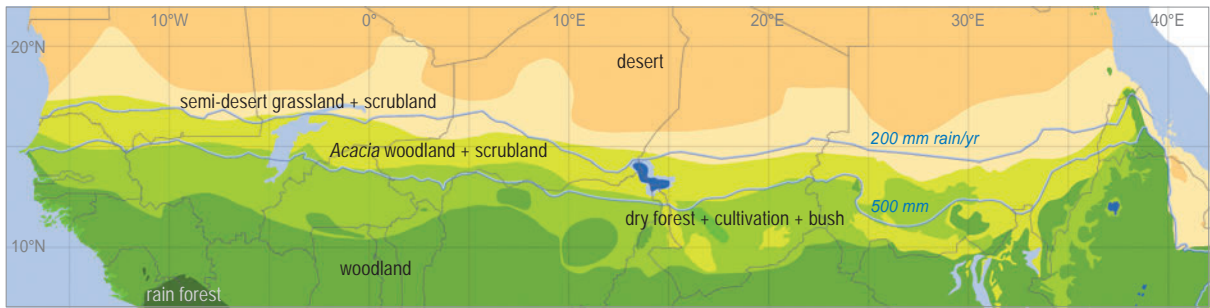 10°W 0° 10°E 20°E 30°E 40°E
20°N
desert
semi-desert grassland + scrubland
200 mm rain/yr
Acacia woodland + scrubland
500 mm
dry forest + cultivation + bush
10°N
woodland
rain forest